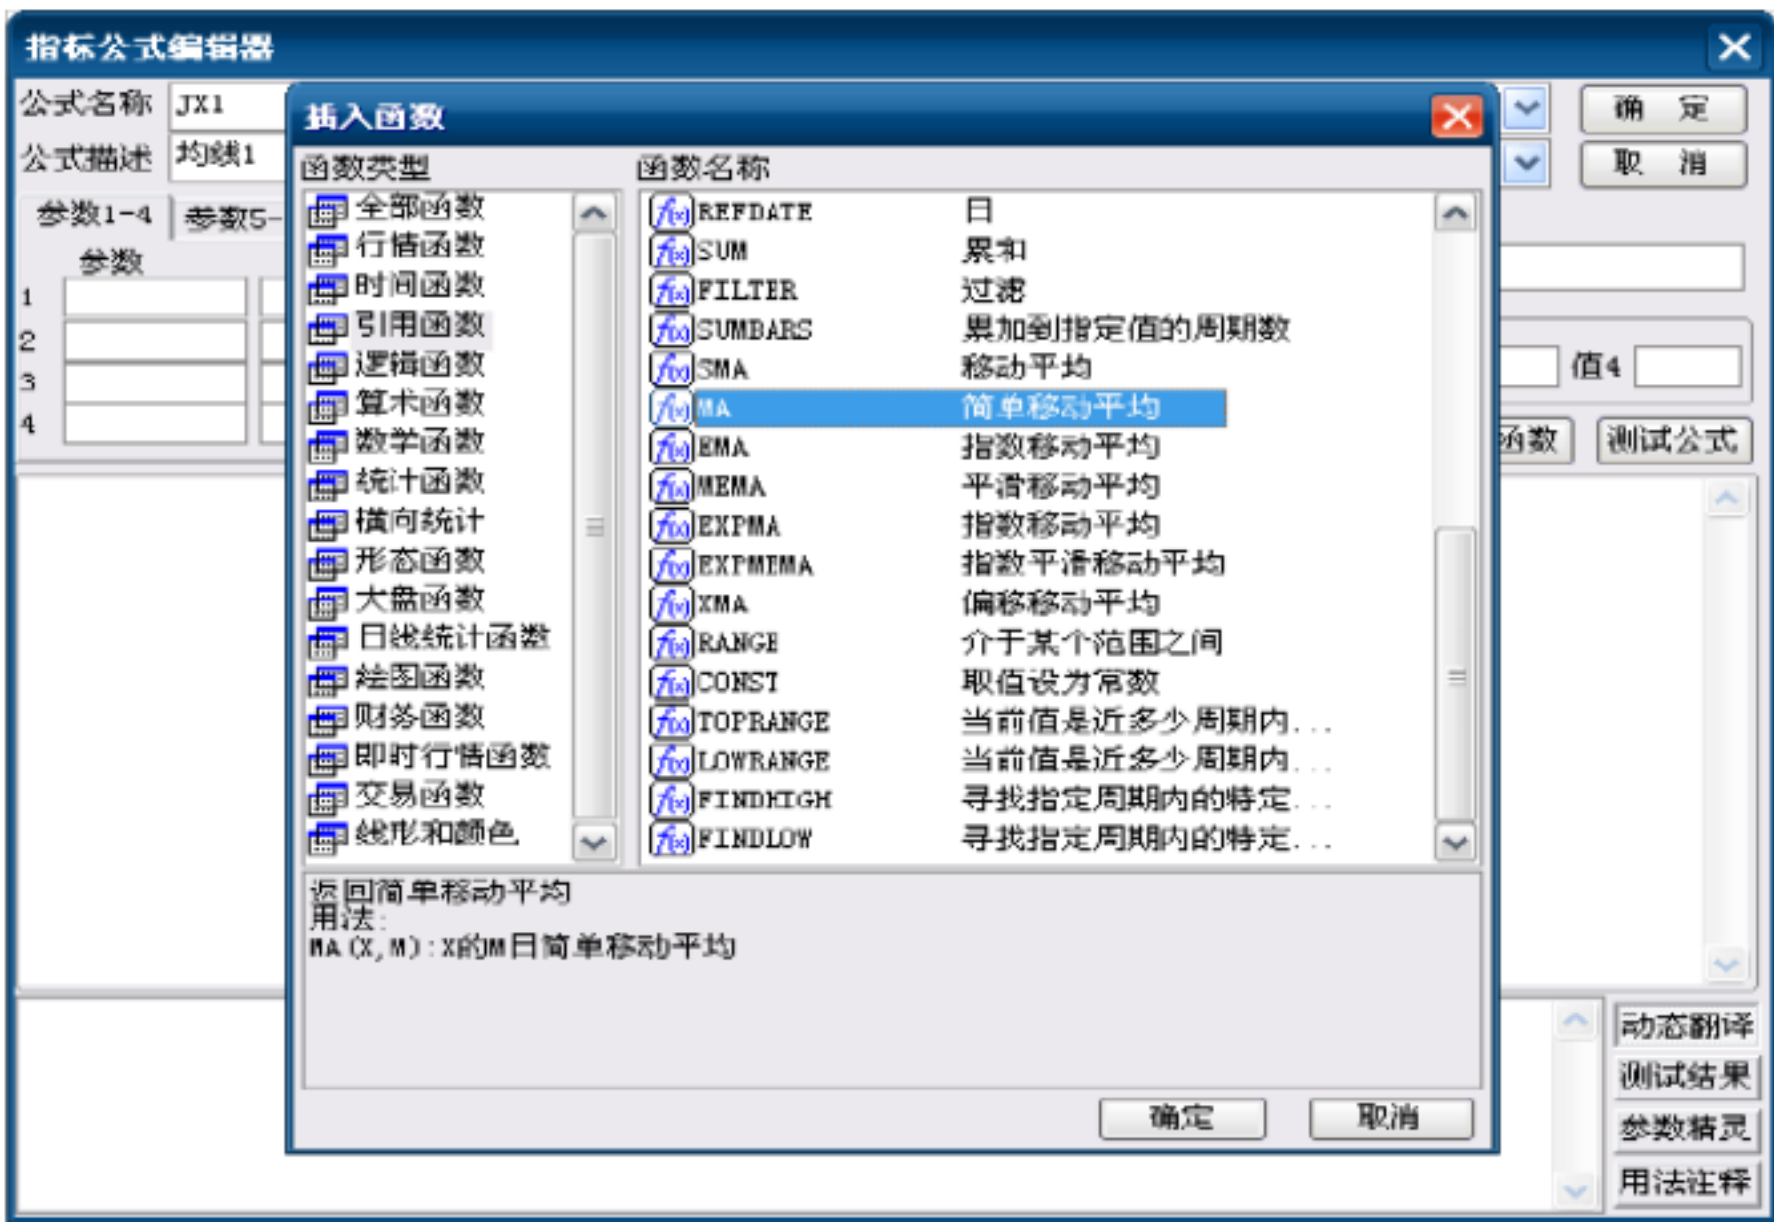 指标公式编辑器
公式名称 JX1
公式描述 均线1
确 定
取 消
参数1-4 参数5-
参数
1
2
3
4
值4
函数 测试公式
插入函数
函数类型
全部函数
行情函数
时间函数
引用函数
逻辑函数
算术函数
数学函数
统计函数
横向统计
形态函数
大盘函数
日线统计函数
绘图函数
财务函数
即时行情函数
交易函数
线形和颜色
函数名称
REFDATE 日
SUM 累和
FILTER 过滤
SUMBARS 累加到指定值的周期数
SMA 移动平均
MA 简单移动平均
EMA 指数移动平均
MEMA 平滑移动平均
EXPMA 指数移动平均
EXPMEMA 指数平滑移动平均
XMA 偏移移动平均
RANGE 介于某个范围之间
CONST 取值设为常数
TOPRANGE 当前值是近多少周期内...
LOWRANGE 当前值是近多少周期内...
FINDHIGH 寻找指定周期内的特定...
FINDLOW 寻找指定周期内的特定...
返回简单移动平均
用法:
MA(X,M):X的M日简单移动平均
确定 取消
动态翻译
测试结果
参数精灵
用法注释